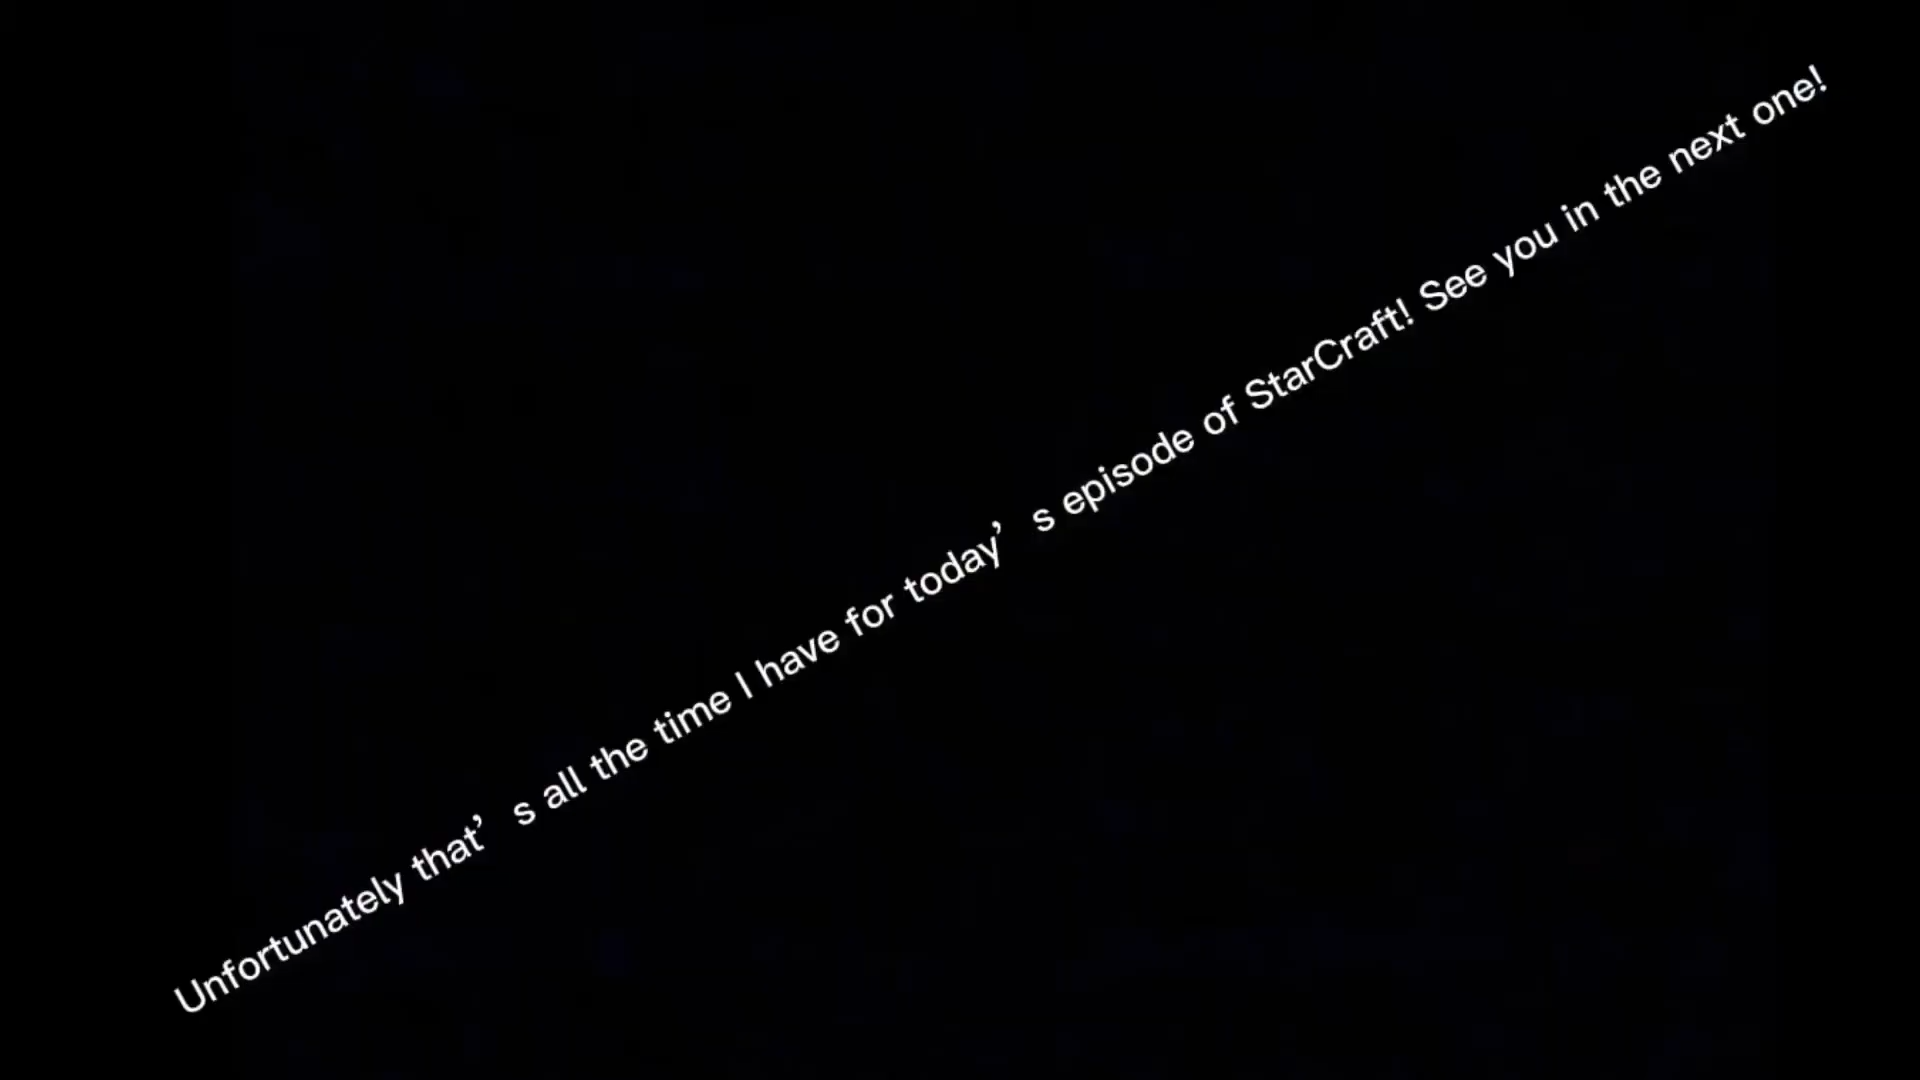 Unfortunately that’s all the time I have for today’s episode of StarCraft! See you in the next one!